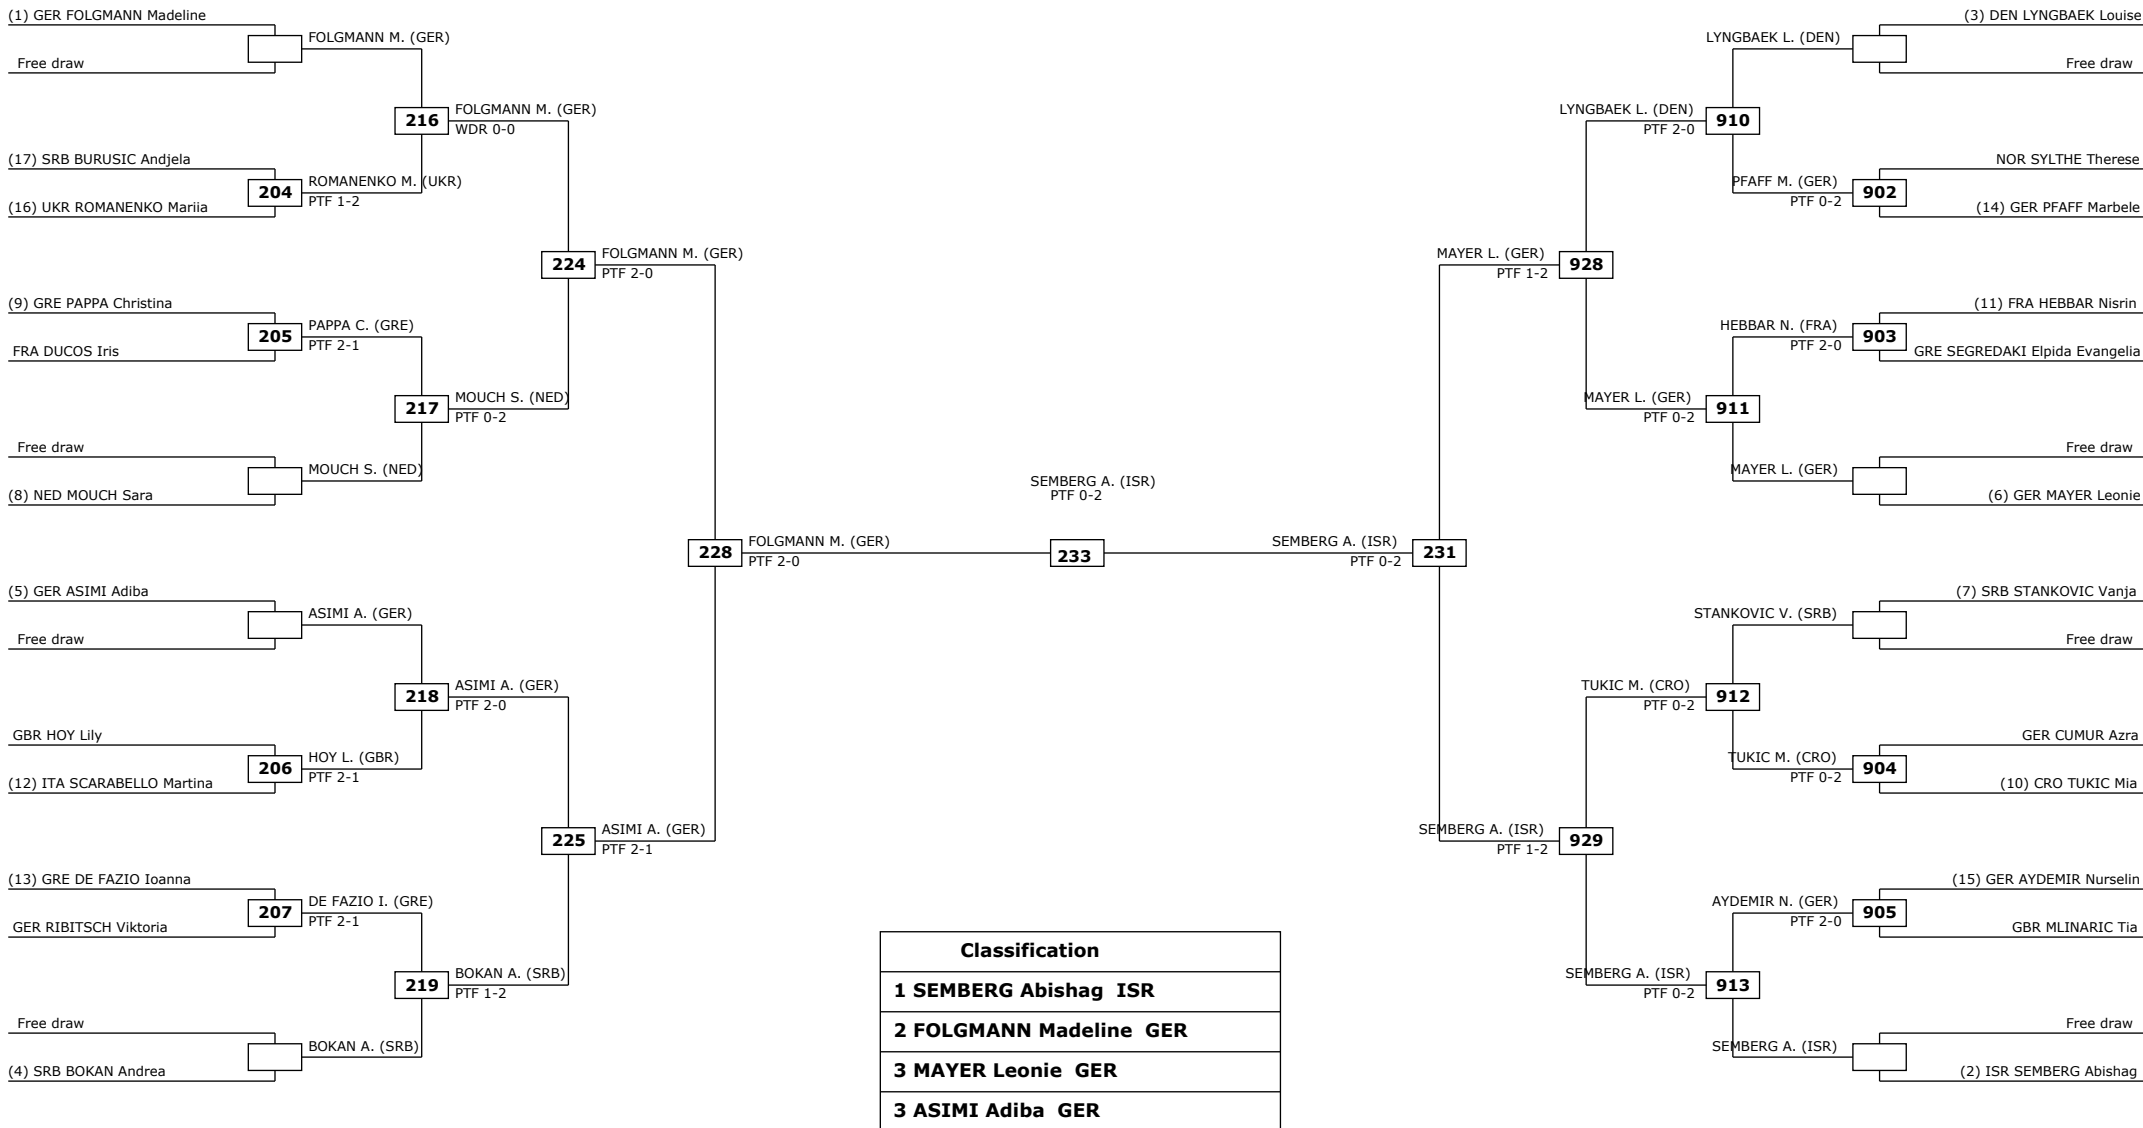 (1) GER FOLGMANN Madeline
FOLGMANN M. (GER)
Free draw
FOLGMANN M. (GER)
216
WDR 0-0
(17) SRB BURUSIC Andjela
204
ROMANENKO M. (UKR)
PTF 1-2
(16) UKR ROMANENKO Mariia
224
FOLGMANN M. (GER)
PTF 2-0
(9) GRE PAPPA Christina
205
PAPPA C. (GRE)
PTF 2-1
FRA DUCOS Iris
217
MOUCH S. (NED)
PTF 0-2
Free draw
MOUCH S. (NED)
(8) NED MOUCH Sara
228
FOLGMANN M. (GER)
PTF 2-0
(5) GER ASIMI Adiba
ASIMI A. (GER)
Free draw
218
ASIMI A. (GER)
PTF 2-0
GBR HOY Lily
206
HOY L. (GBR)
PTF 2-1
(12) ITA SCARABELLO Martina
225
ASIMI A. (GER)
PTF 2-1
(13) GRE DE FAZIO Ioanna
207
DE FAZIO I. (GRE)
PTF 2-1
GER RIBITSCH Viktoria
219
BOKAN A. (SRB)
PTF 1-2
Free draw
BOKAN A. (SRB)
(4) SRB BOKAN Andrea
SEMBERG A. (ISR)
PTF 0-2
233
(3) DEN LYNGBAEK Louise
LYNGBAEK L. (DEN)
Free draw
LYNGBAEK L. (DEN)
PTF 2-0
910
NOR SYLTHE Therese
PFAFF M. (GER)
PTF 0-2
902
(14) GER PFAFF Marbele
MAYER L. (GER)
PTF 1-2
928
(11) FRA HEBBAR Nisrin
HEBBAR N. (FRA)
PTF 2-0
903
GRE SEGREDAKI Elpida Evangelia
MAYER L. (GER)
PTF 0-2
911
Free draw
MAYER L. (GER)
(6) GER MAYER Leonie
SEMBERG A. (ISR)
PTF 0-2
231
(7) SRB STANKOVIC Vanja
STANKOVIC V. (SRB)
Free draw
TUKIC M. (CRO)
PTF 0-2
912
GER CUMUR Azra
TUKIC M. (CRO)
PTF 0-2
904
(10) CRO TUKIC Mia
SEMBERG A. (ISR)
PTF 1-2
929
(15) GER AYDEMIR Nurselin
AYDEMIR N. (GER)
PTF 2-0
905
GBR MLINARIC Tia
SEMBERG A. (ISR)
PTF 0-2
913
Free draw
SEMBERG A. (ISR)
(2) ISR SEMBERG Abishag
Classification
1 SEMBERG Abishag ISR
2 FOLGMANN Madeline GER
3 MAYER Leonie GER
3 ASIMI Adiba GER